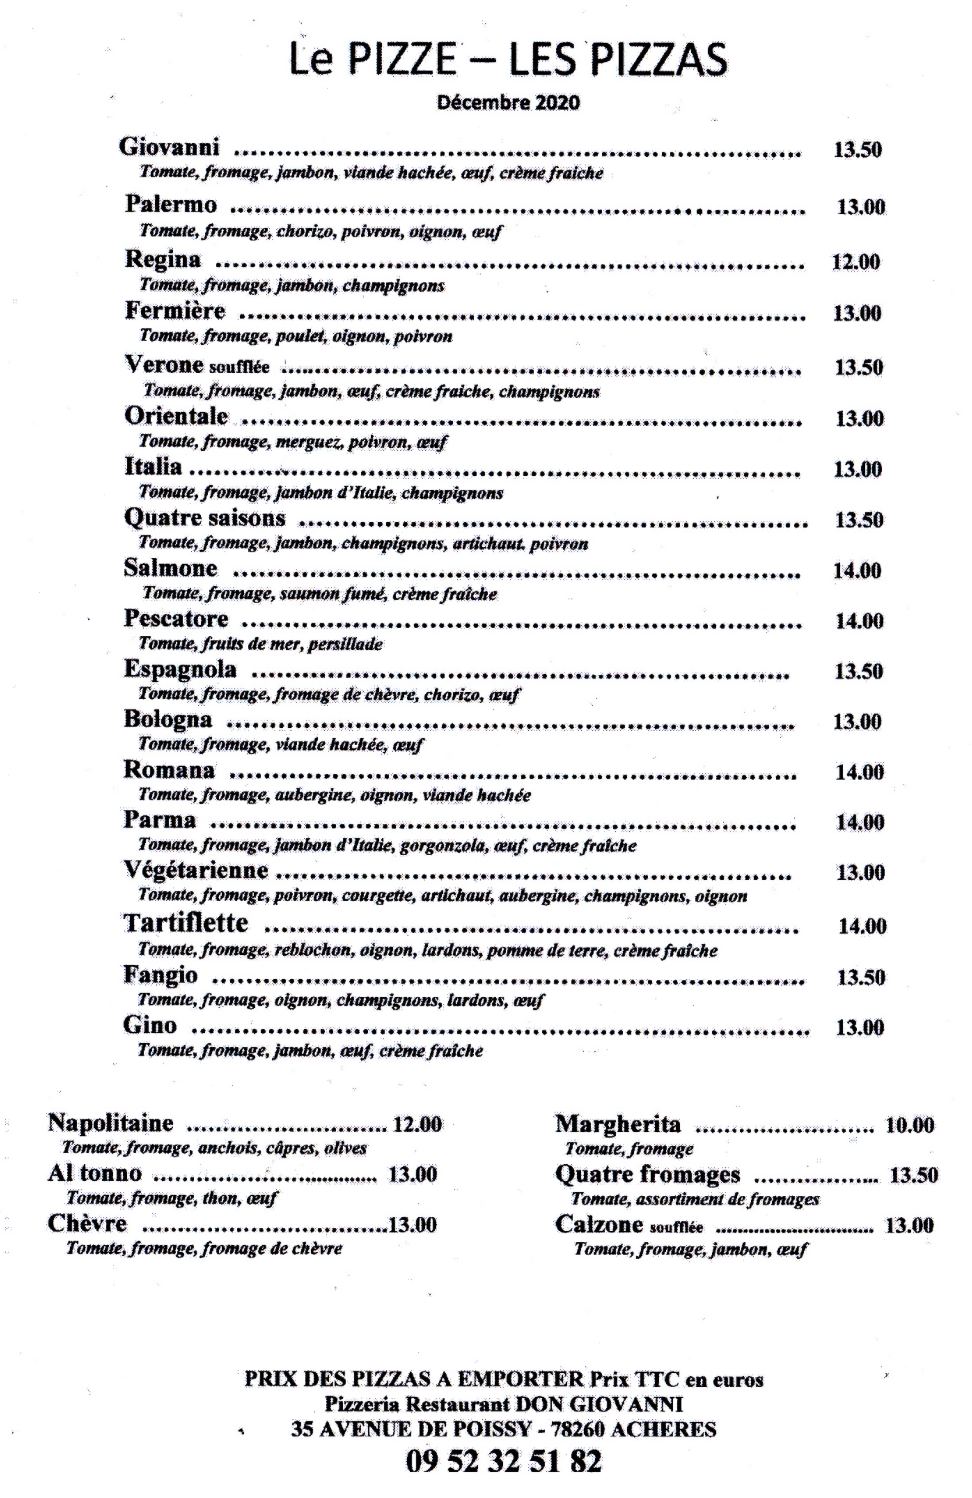 Le PIZZE – LES PIZZAS
Décembre 2020
Giovanni ........................................................................ 13.50
Tomate, fromage, jambon, viande hachée, œuf, crème fraiche
Palermo ........................................................................ 13.00
Tomate, fromage, chorizo, poivron, oignon, œuf
Regina ........................................................................ 12.00
Tomate, fromage, jambon, champignons
Fermière ........................................................................ 13.00
Tomate, fromage, poulet, oignon, poivron
Verone soufflée ........................................................................ 13.50
Tomate, fromage, jambon, œuf, crème fraiche, champignons
Orientale ........................................................................ 13.00
Tomate, fromage, merguez, poivron, œuf
Italia ........................................................................ 13.00
Tomate, fromage, jambon d'Italie, champignons
Quatre saisons ........................................................................ 13.50
Tomate, fromage, jambon, champignons, artichaut. poivron
Salmone ........................................................................ 14.00
Tomate, fromage, saumon fumé, crème fraîche
Pescatore ........................................................................ 14.00
Tomate, fruits de mer, persillade
Espagnola ........................................................................ 13.50
Tomate, fromage, fromage de chèvre, chorizo, œuf
Bologna ........................................................................ 13.00
Tomate, fromage, viande hachée, œuf
Romana ........................................................................ 14.00
Tomate, fromage, aubergine, oignon, viande hachée
Parma ........................................................................ 14.00
Tomate, fromage, jambon d'Italie, gorgonzola, œuf, crème fraîche
Végétarienne ........................................................................ 13.00
Tomate, fromage, poivron, courgette, artichaut, aubergine, champignons, oignon
Tartiflette ........................................................................ 14.00
Tomate, fromage, reblochon, oignon, lardons, pomme de terre, crème fraîche
Fangio ........................................................................ 13.50
Tomate, fromage, oignon, champignons, lardons, œuf
Gino ........................................................................ 13.00
Tomate, fromage, jambon, œuf, crème fraîche
Napolitaine ............................ 12.00
Tomate, fromage, anchois, câpres, olives
Al tonno ............................ 13.00
Tomate, fromage, thon, œuf
Chèvre ............................13.00
Tomate, fromage, fromage de chèvre
Margherita ......................... 10.00
Tomate, fromage
Quatre fromages .................. 13.50
Tomate, assortiment de fromages
Calzone soufflée ............................ 13.00
Tomate, fromage, jambon, œuf
PRIX DES PIZZAS A EMPORTER Prix TTC en euros
Pizzeria Restaurant DON GIOVANNI
35 AVENUE DE POISSY - 78260 ACHERES
09 52 32 51 82